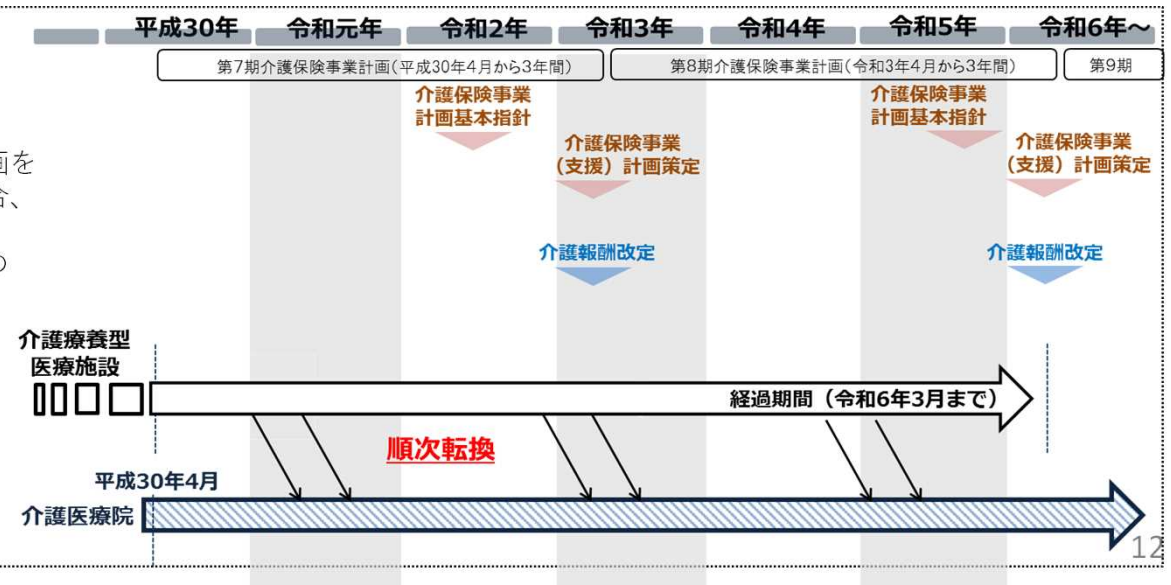 平成30年 令和元年 令和2年 令和3年 令和4年 令和5年 令和6年～
第7期介護保険事業計画(平成30年4月から3年間) 第8期介護保険事業計画(令和3年4月から3年間) 第9期
介護保険事業
計画基本指針
介護保険事業
(支援) 計画策定
介護報酬改定
介護保険事業
計画基本指針
介護保険事業
(支援) 計画策定
介護報酬改定
画を
合、
の
介護療養型
医療施設
経過期間 (令和6年3月まで)
順次転換
平成30年4月
介護医療院
12